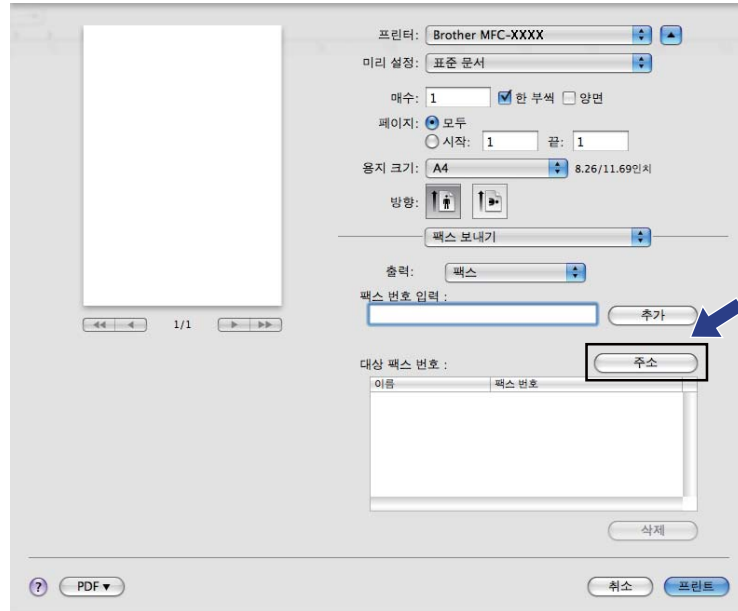 프린터: Brother MFC-XXXX
미리 설정: 표준 문서
매수: 1 한 부씩 양면
페이지: 모두
시작: 1 끝: 1
용지 크기: A4 8.26/11.69인치
방향:
팩스 보내기
출력: 팩스
팩스 번호 입력 :
추가
1/1
대상 팩스 번호 : 주소
이름 팩스 번호
삭제
? PDF 취소 프린트